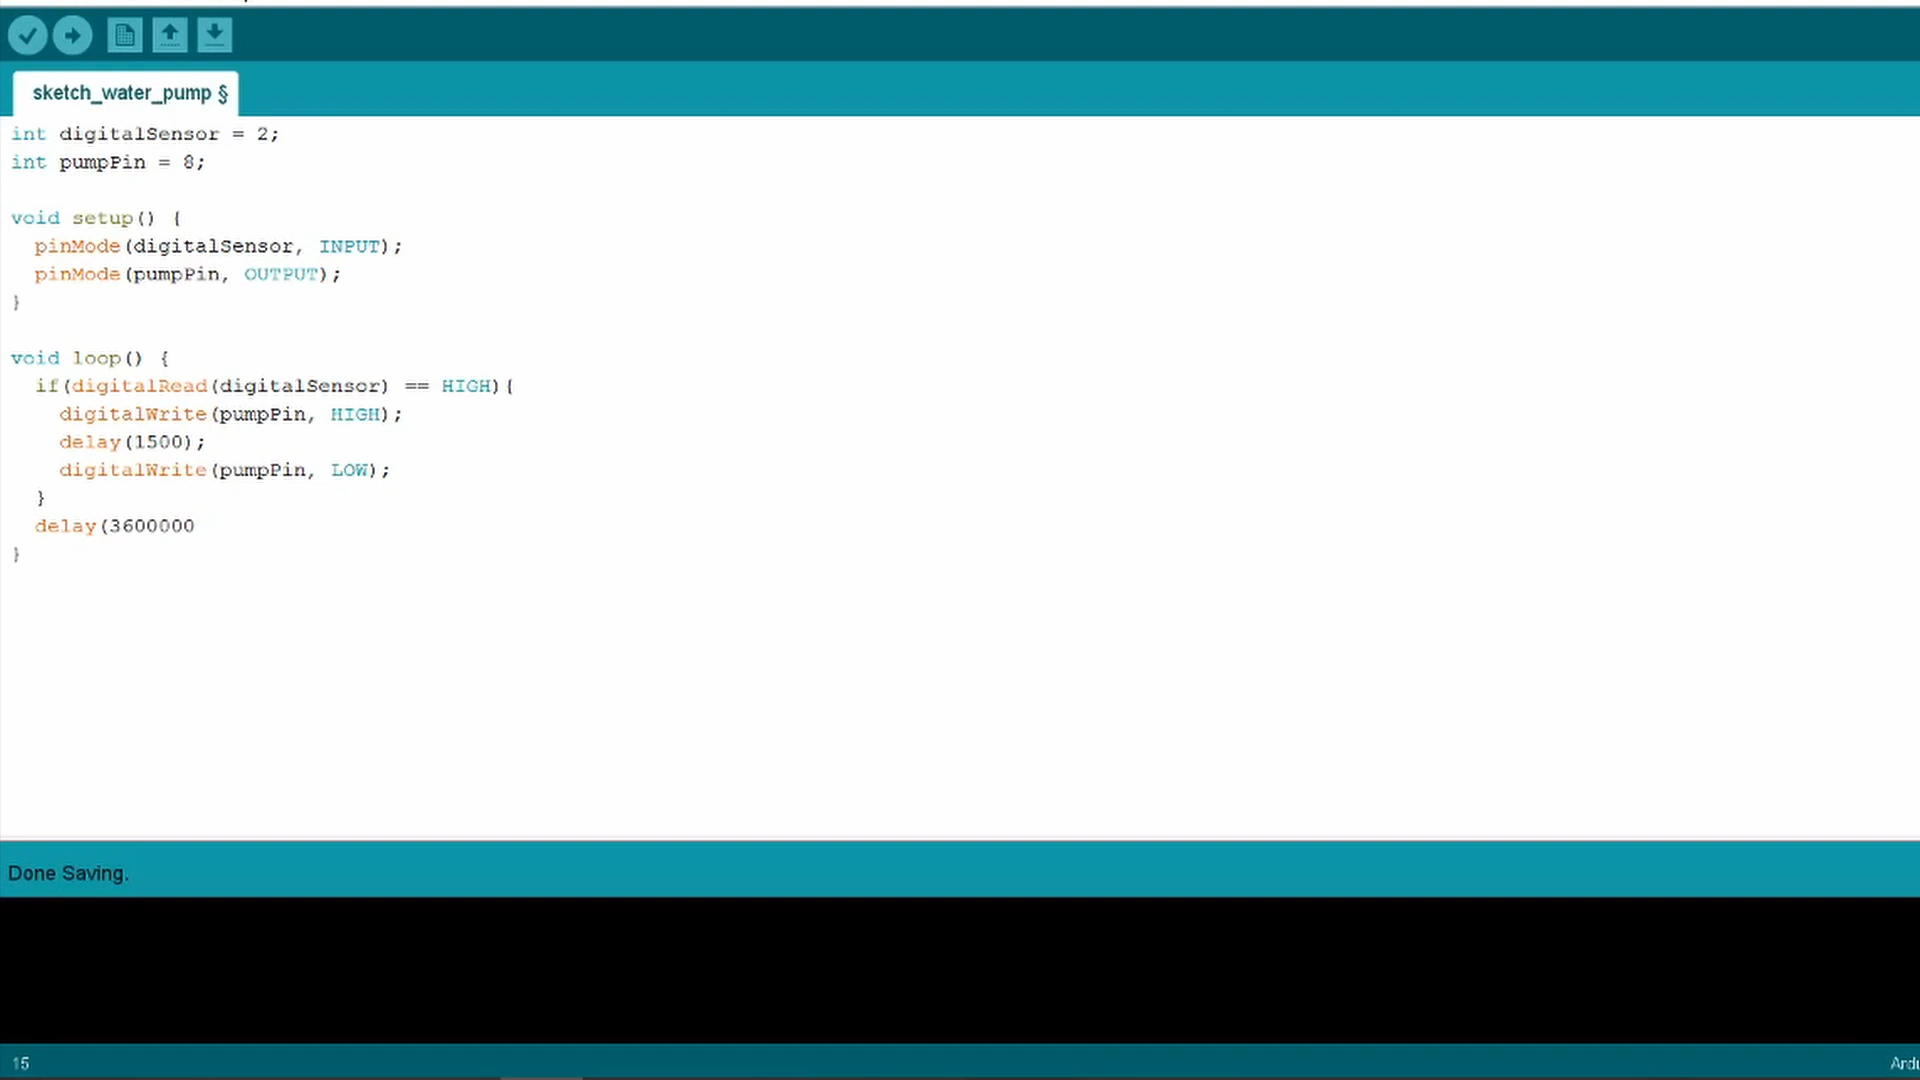 sketch_water_pump §
int digitalSensor = 2;
int pumpPin = 8;
void setup() {
pinMode(digitalSensor, INPUT);
pinMode(pumpPin, OUTPUT);
}
void loop() {
if(digitalRead(digitalSensor) == HIGH){
digitalWrite(pumpPin, HIGH);
delay(1500);
digitalWrite(pumpPin, LOW);
}
delay(3600000
}
Done Saving.
15
Ardu